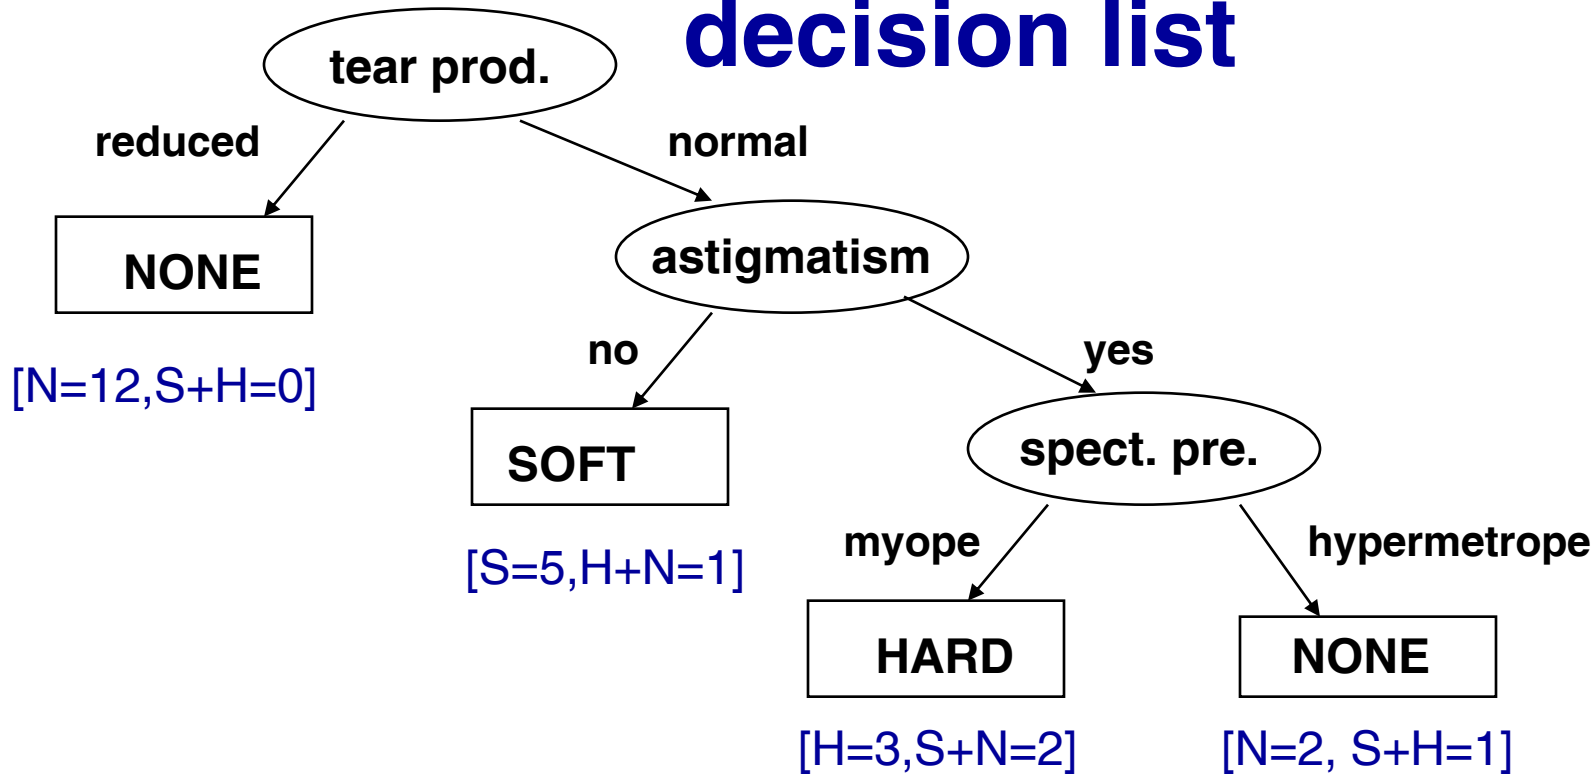 decision list
tear prod.
reduced
normal
NONE
astigmatism
[N=12,S+H=0]
no
yes
SOFT
spect. pre.
[S=5,H+N=1]
myope
hypermetrope
HARD
NONE
[H=3,S+N=2]
[N=2, S+H=1]